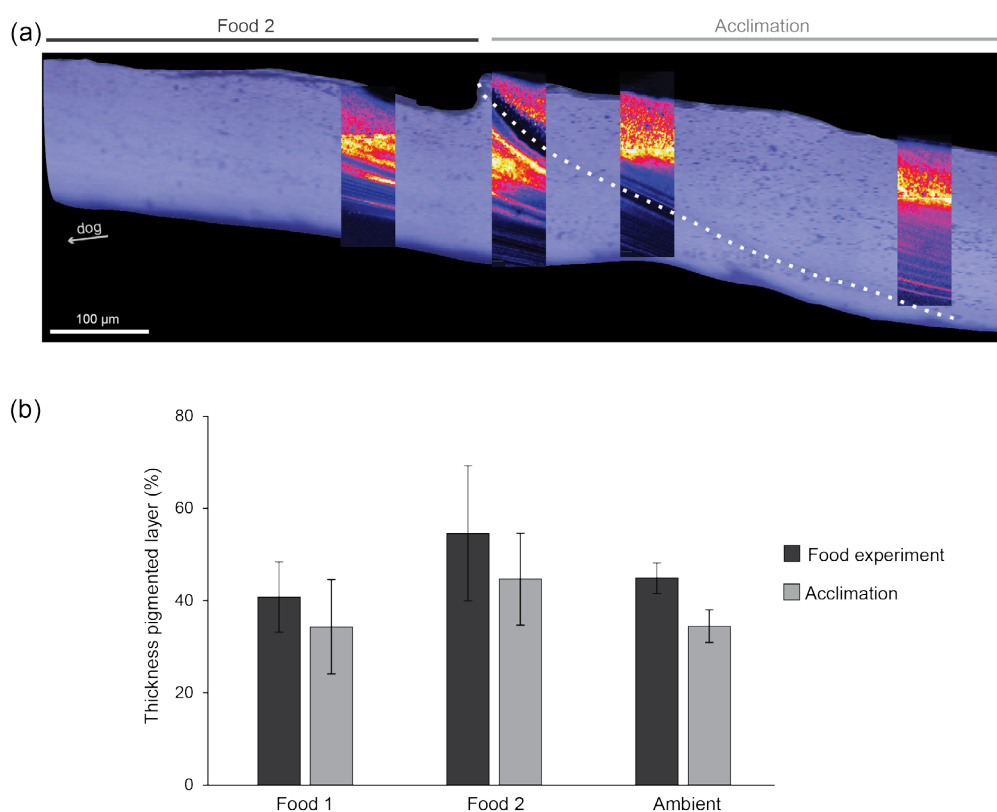 (a)
Food 2
Acclimation
dog
100 µm
(b)
Thickness pigmented layer (%)
80
60
40
20
0
Food 1
Food 2
Ambient
Food experiment
Acclimation